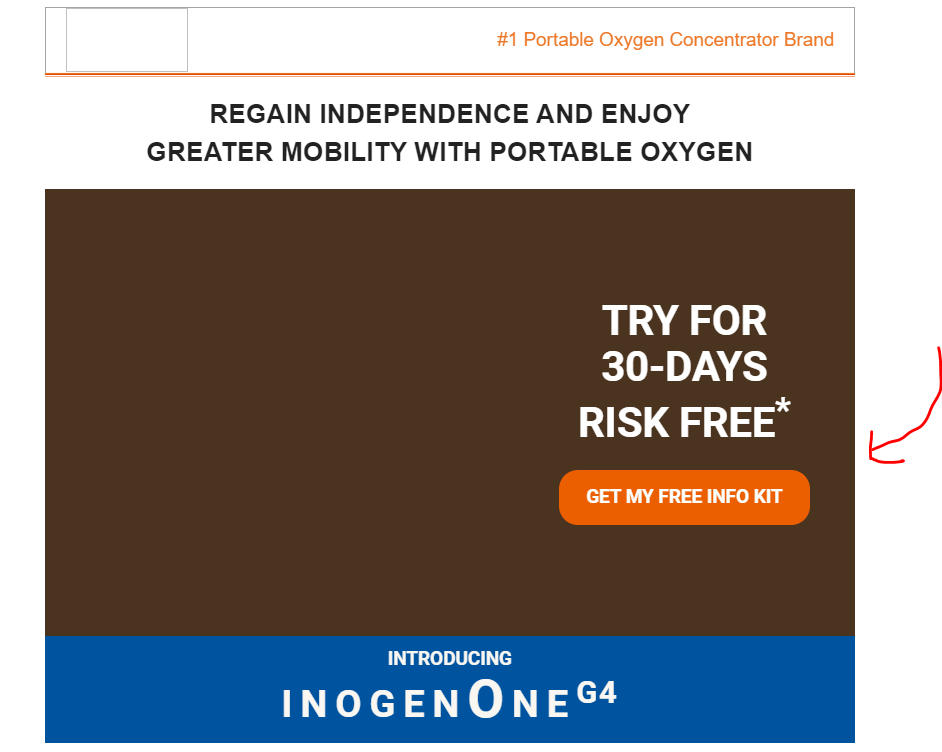 #1 Portable Oxygen Concentrator Brand
REGAIN INDEPENDENCE AND ENJOY
GREATER MOBILITY WITH PORTABLE OXYGEN
TRY FOR
30-DAYS
RISK FREE*
GET MY FREE INFO KIT
INTRODUCING
INOGENONE G4